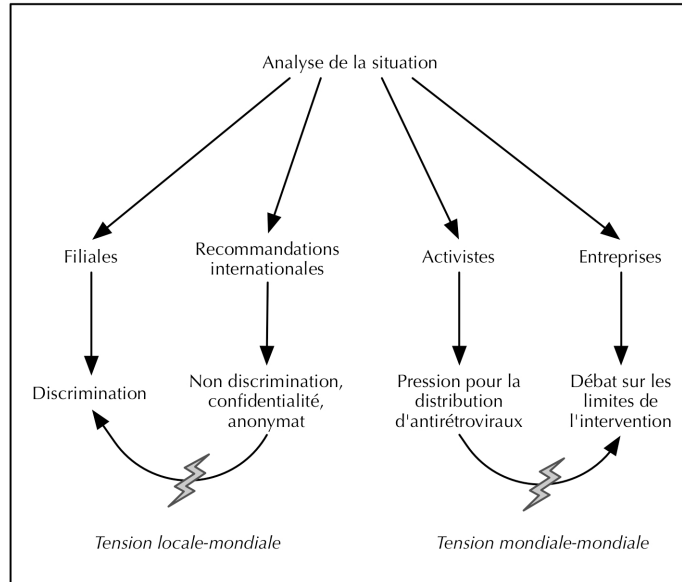 Analyse de la situation
Filiales
Recommandations
internationales
Activistes
Entreprises
Discrimination
Non discrimination,
confidentialité,
anonymat
Pression pour la
distribution
d'antirétroviraux
Débat sur les
limites de
l'intervention
Tension locale-mondiale
Tension mondiale-mondiale